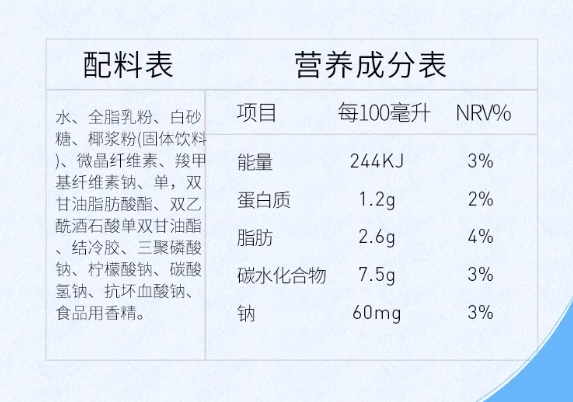 配料表
水、全脂乳粉、白砂
糖、椰浆粉(固体饮料
)、微晶纤维素、羧甲
基纤维素钠、单，双
甘油脂肪酸酯、双乙
酰酒石酸单双甘油酯
、结冷胶、三聚磷酸
钠、柠檬酸钠、碳酸
氢钠、抗坏血酸钠、
食品用香精。
营养成分表
项目 每100毫升 NRV%
能量 244KJ 3%
蛋白质 1.2g 2%
脂肪 2.6g 4%
碳水化合物 7.5g 3%
钠 60mg 3%